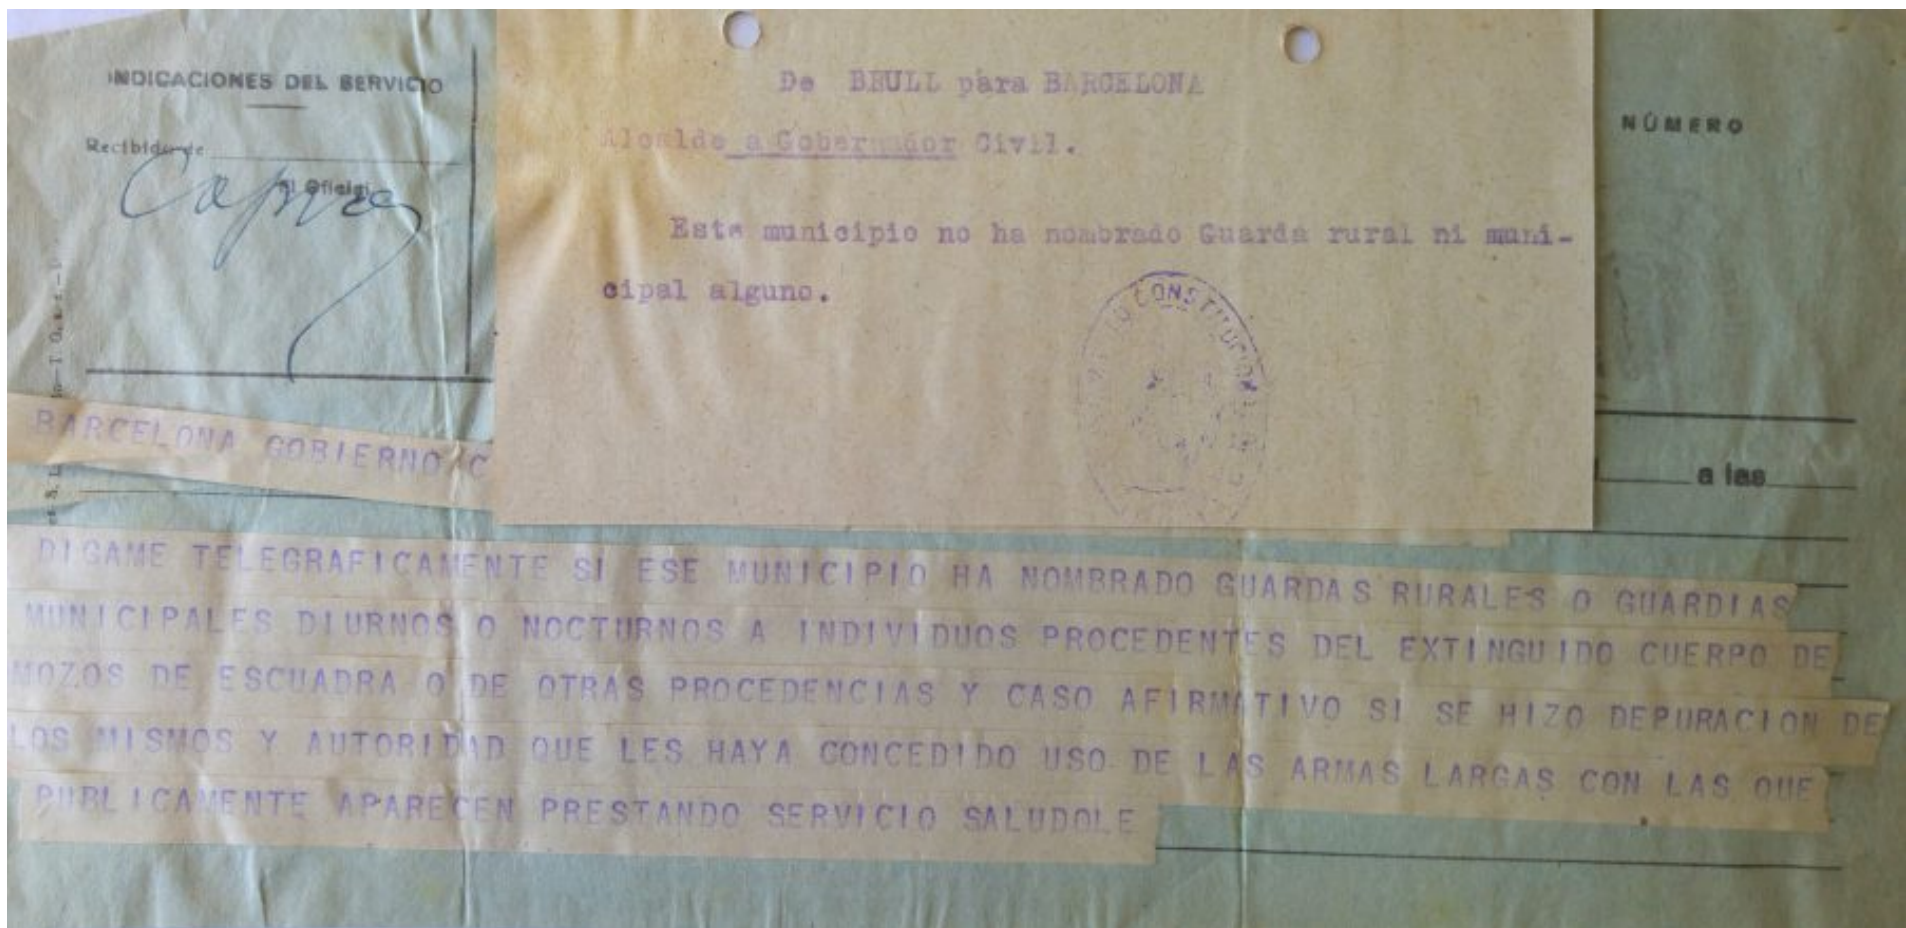 INDICACIONES DEL SERVICIO
Recibido de
El Oficial,
NÚMERO
De BRULL para BARCELONA
Alcalde a Gobernador Civil.
Este municipio no ha nombrado Guarda rural ni muni-
cipal alguno.
CONSTITUCIONAL
a las
BARCELONA GOBIERNO C
DIGAME TELEGRAFICAMENTE SI ESE MUNICIPIO HA NOMBRADO GUARDAS RURALES O GUARDIAS
MUNICIPALES DIURNOS O NOCTURNOS A INDIVIDUOS PROCEDENTES DEL EXTINGUIDO CUERPO DE
MOZOS DE ESCUADRA O DE OTRAS PROCEDENCIAS Y CASO AFIRMATIVO SI SE HIZO DEPURACION DE
LOS MISMOS Y AUTORIDAD QUE LES HAYA CONCEDIDO USO DE LAS ARMAS LARGAS CON LAS QUE
PUBLICAMENTE APARECEN PRESTANDO SERVICIO SALUDOLE